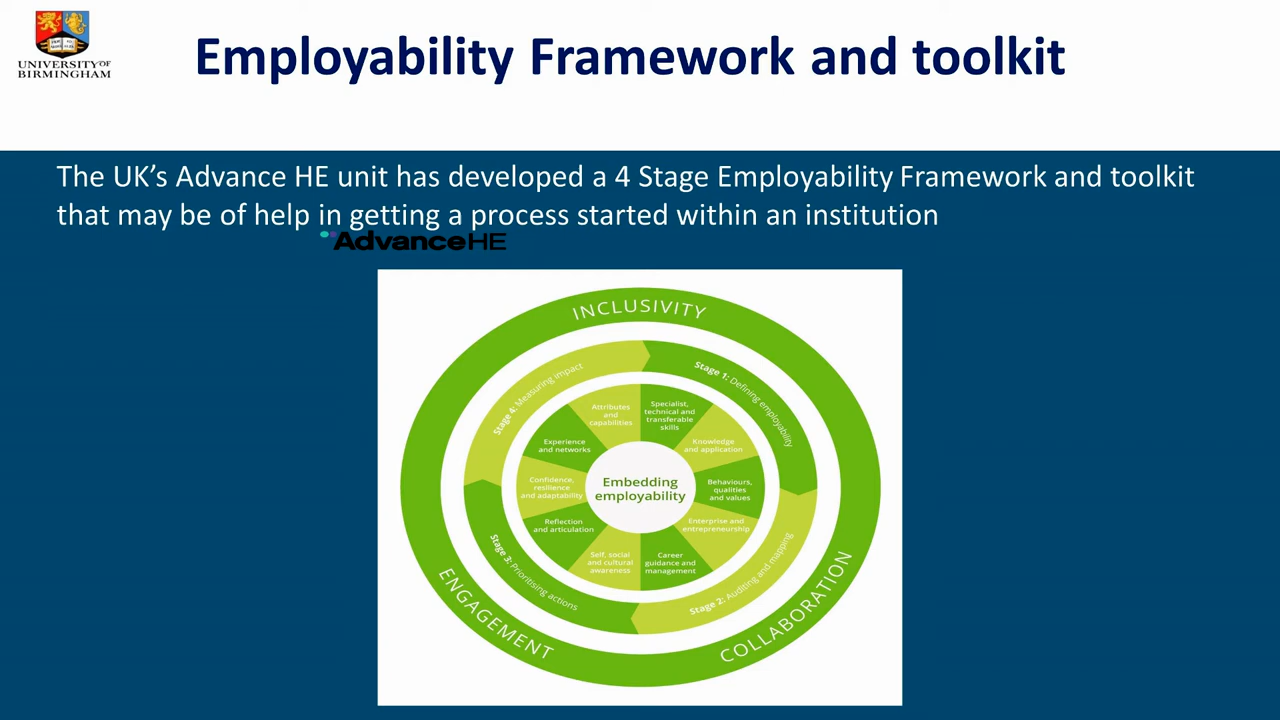 UNIVERSITY OF
BIRMINGHAM
Employability Framework and toolkit
The UK's Advance HE unit has developed a 4 Stage Employability Framework and toolkit
that may be of help in getting a process started within an institution
AdvanceHE
INCLUSIVITY
Stage 1: Defining employability
Stage 4: Measuring impact
Attributes
and
capabilities
Specialist,
technical and
transferable
skills
Experience
and networks
Knowledge
and application
Confidence,
resilience
and adaptability
Embedding
employability
Behaviours,
qualities
and values
Reflection
and articulation
Enterprise and
entrepreneurship
Self, social
and cultural
awareness
Career
guidance and
management
Stage 3: Prioritising actions
Stage 2: Auditing and mapping
ENGAGEMENT
COLLABORATION